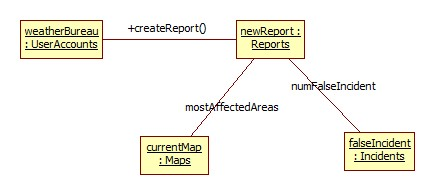 weatherBureau
: UserAccounts
+createReport()
newReport :
Reports
mostAffectedAreas
numFalseIncident
currentMap
: Maps
falseIncident
: Incidents